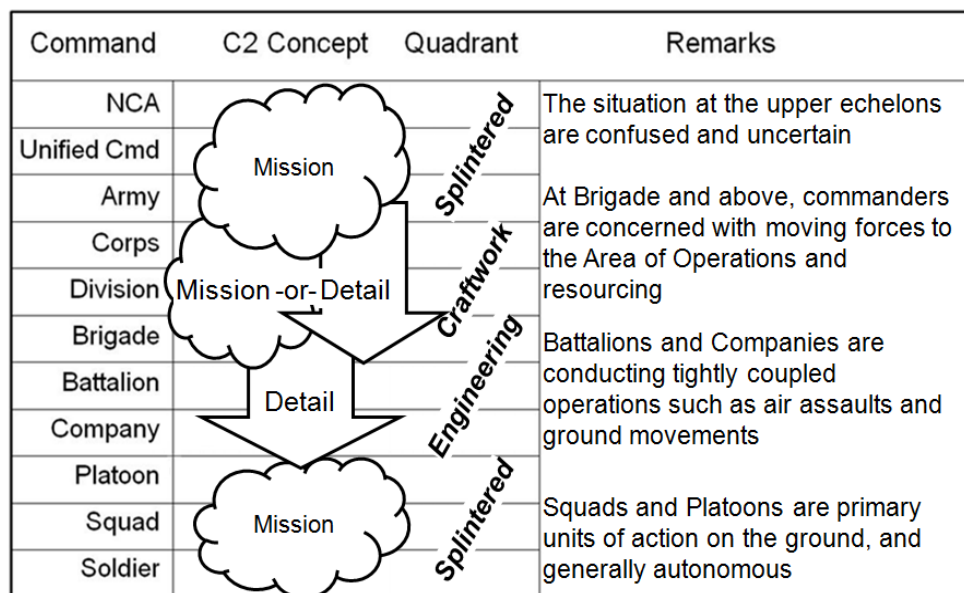 Command C2 Concept Quadrant Remarks
NCA
Unified Cmd
Army
Corps
Division
Brigade
Battalion
Company
Platoon
Squad
Soldier
Mission
Mission -or- Detail
Detail
Mission
Splintered
Craftwork
Engineering
Splintered
The situation at the upper echelons
are confused and uncertain
At Brigade and above, commanders
are concerned with moving forces to
the Area of Operations and
resourcing
Battalions and Companies are
conducting tightly coupled
operations such as air assaults and
ground movements
Squads and Platoons are primary
units of action on the ground, and
generally autonomous